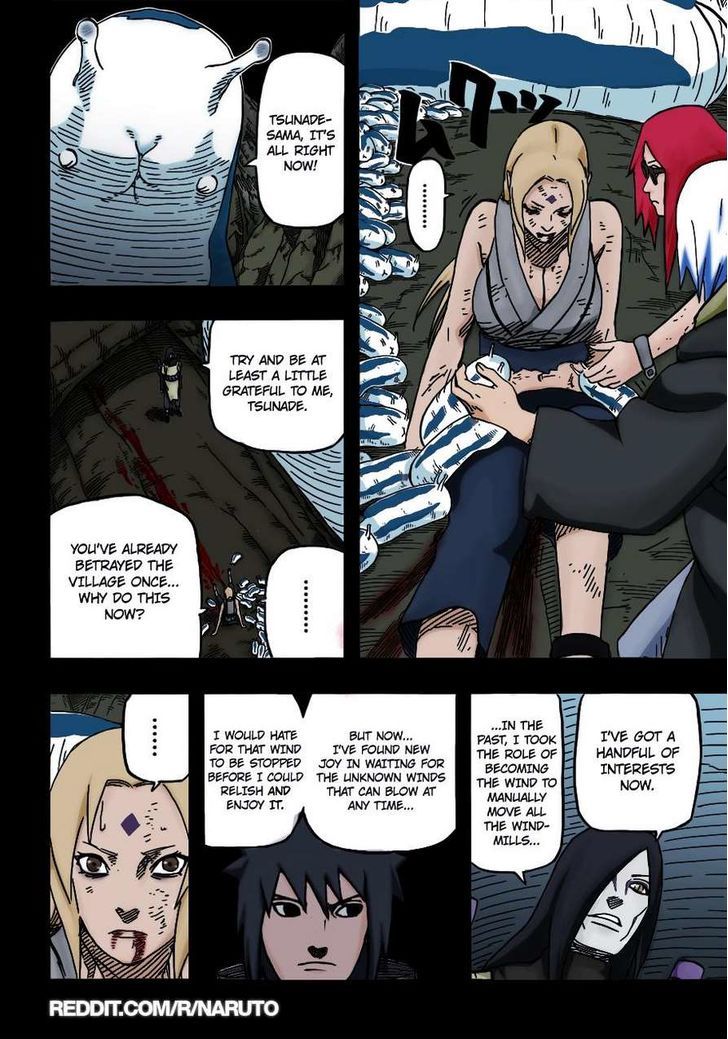 ムクッ
........
TSUNADE-
SAMA, IT'S
ALL RIGHT
NOW!
TRY AND BE AT
LEAST A LITTLE
GRATEFUL TO ME,
TSUNADE.
........
YOU'VE ALREADY
BETRAYED THE
VILLAGE ONCE...
WHY DO THIS
NOW?
I'VE GOT A
HANDFUL OF
INTERESTS
NOW.
...IN THE
PAST, I TOOK
THE ROLE OF
BECOMING
THE WIND TO
MANUALLY
MOVE ALL
THE WIND-
MILLS...
BUT NOW...
I'VE FOUND NEW
JOY IN WAITING FOR
THE UNKNOWN WINDS
THAT CAN BLOW AT
ANY TIME...
I WOULD HATE
FOR THAT WIND
TO BE STOPPED
BEFORE I COULD
RELISH AND
ENJOY IT.
.....
REDDIT.COM/R/NARUTO